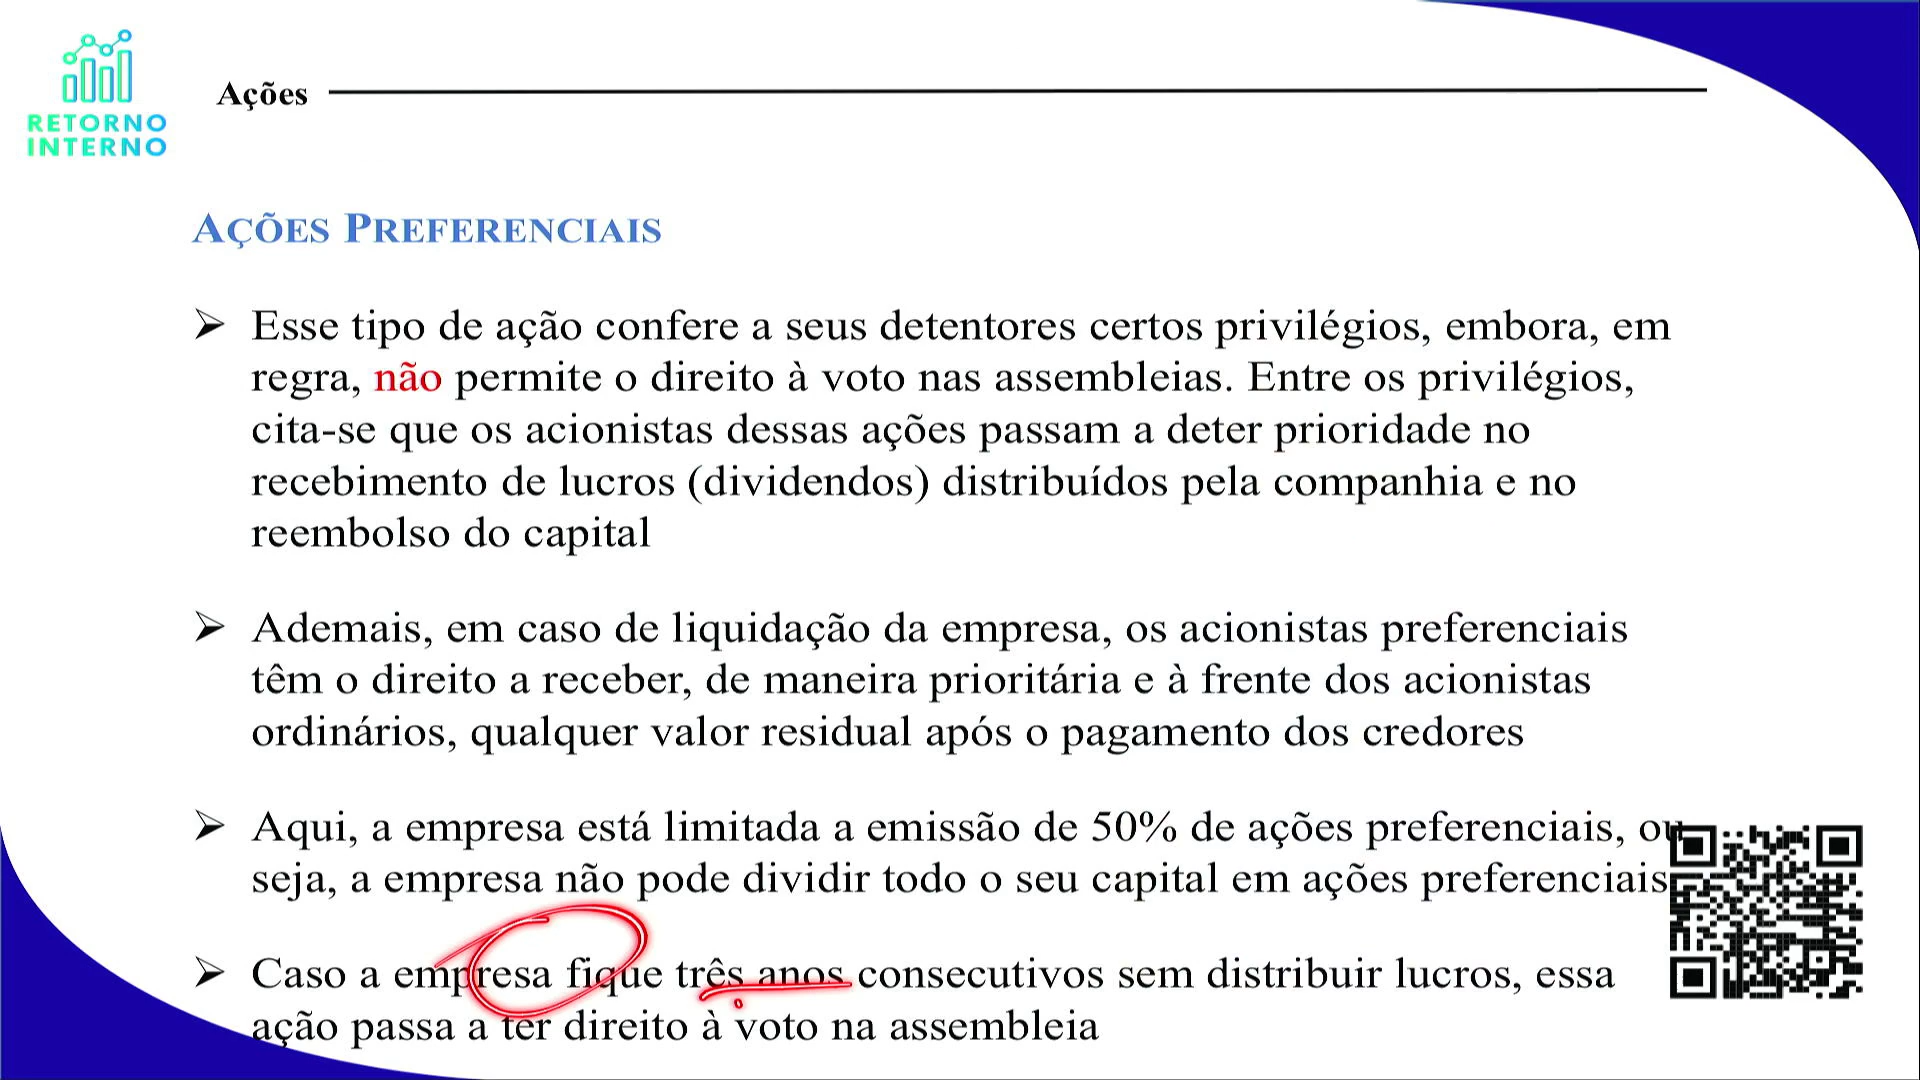 RETORNO
INTERNO
Ações
AÇÕES PREFERENCIAIS
➢ Esse tipo de ação confere a seus detentores certos privilégios, embora, em
regra, não permite o direito à voto nas assembleias. Entre os privilégios,
cita-se que os acionistas dessas ações passam a deter prioridade no
recebimento de lucros (dividendos) distribuídos pela companhia e no
reembolso do capital
➢ Ademais, em caso de liquidação da empresa, os acionistas preferenciais
têm o direito a receber, de maneira prioritária e à frente dos acionistas
ordinários, qualquer valor residual após o pagamento dos credores
➢ Aqui, a empresa está limitada a emissão de 50% de ações preferenciais, ou
seja, a empresa não pode dividir todo o seu capital em ações preferenciais
➢ Caso a empresa fique três anos consecutivos sem distribuir lucros, essa
ação passa a ter direito à voto na assembleia